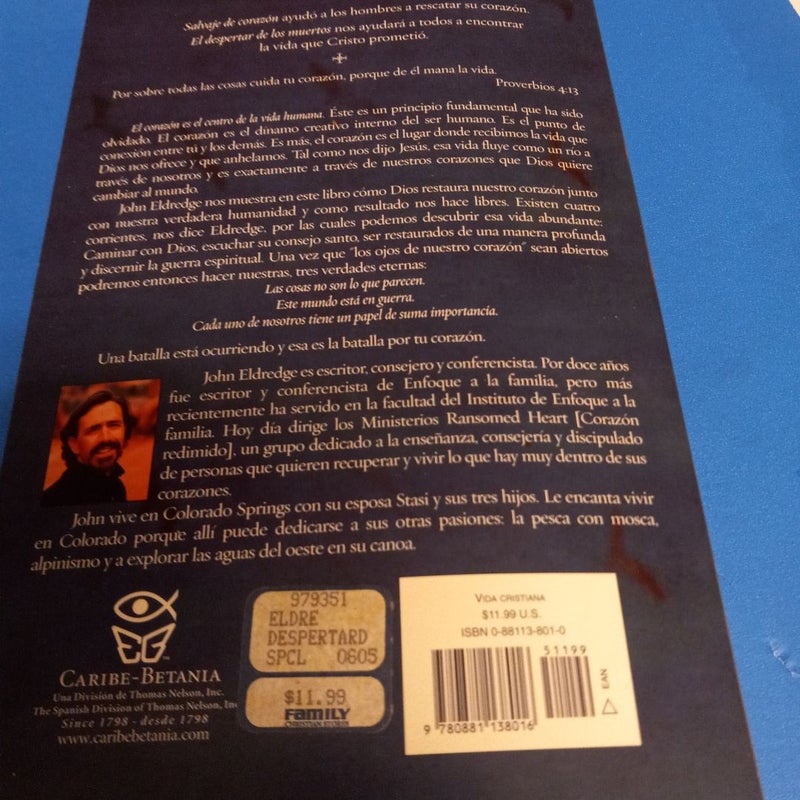 Salvaje de corazón ayudó a los hombres a rescatar su corazón.
El despertar de los muertos nos ayudará a todos a encontrar
la vida que Cristo prometió.
Por sobre todas las cosas cuida tu corazón, porque de él mana la vida.
Proverbios 4:13
El corazón es el centro de la vida humana. Éste es un principio fundamental que ha sido
olvidado. El corazón es el dínamo creativo interno del ser humano. Es el punto de
conexión entre tú y los demás. Es más, el corazón es el lugar donde recibimos la vida que
Dios nos ofrece y que anhelamos. Tal como nos dijo Jesús, esa vida fluye como un río a
través de nosotros y es exactamente a través de nuestros corazones que Dios quiere
cambiar al mundo.
John Eldredge nos muestra en este libro cómo Dios restaura nuestro corazón junto
con nuestra verdadera humanidad y como resultado nos hace libres. Existen cuatro
corrientes, nos dice Eldredge, por las cuales podemos descubrir esa vida abundante:
Caminar con Dios, escuchar su consejo santo, ser restaurados de una manera profunda
y discernir la guerra espiritual. Una vez que "los ojos de nuestro corazón" sean abiertos
podremos entonces hacer nuestras, tres verdades eternas:
Las cosas no son lo que parecen.
Este mundo está en guerra.
Cada uno de nosotros tiene un papel de suma importancia.
Una batalla está ocurriendo y esa es la batalla por tu corazón.
John Eldredge es escritor, consejero y conferencista. Por doce años
fue escritor y conferencista de Enfoque a la familia, pero más
recientemente ha servido en la facultad del Instituto de Enfoque a la
familia. Hoy día dirige los Ministerios Ransomed Heart [Corazón
redimido], un grupo dedicado a la enseñanza, consejería y discipulado
de personas que quieren recuperar y vivir lo que hay muy dentro de sus
corazones.
John vive en Colorado Springs con su esposa Stasi y sus tres hijos. Le encanta vivir
en Colorado porque allí puede dedicarse a sus otras pasiones: la pesca con mosca,
alpinismo y a explorar las aguas del oeste en su canoa.
CARIBE-BETANIA
Una División de Thomas Nelson, Inc.
The Spanish Division of Thomas Nelson, Inc
Since 1798 - desde 1798
www.caribebetania.com
979351
ELDRE
DESPERTARD
SPCL 0605
$11.99
FAMILY
CHRISTIAN STORES
VIDA CRISTIANA
$11.99 U.S.
ISBN 0-88113-801-0
51199
EAN
9 780881 138016